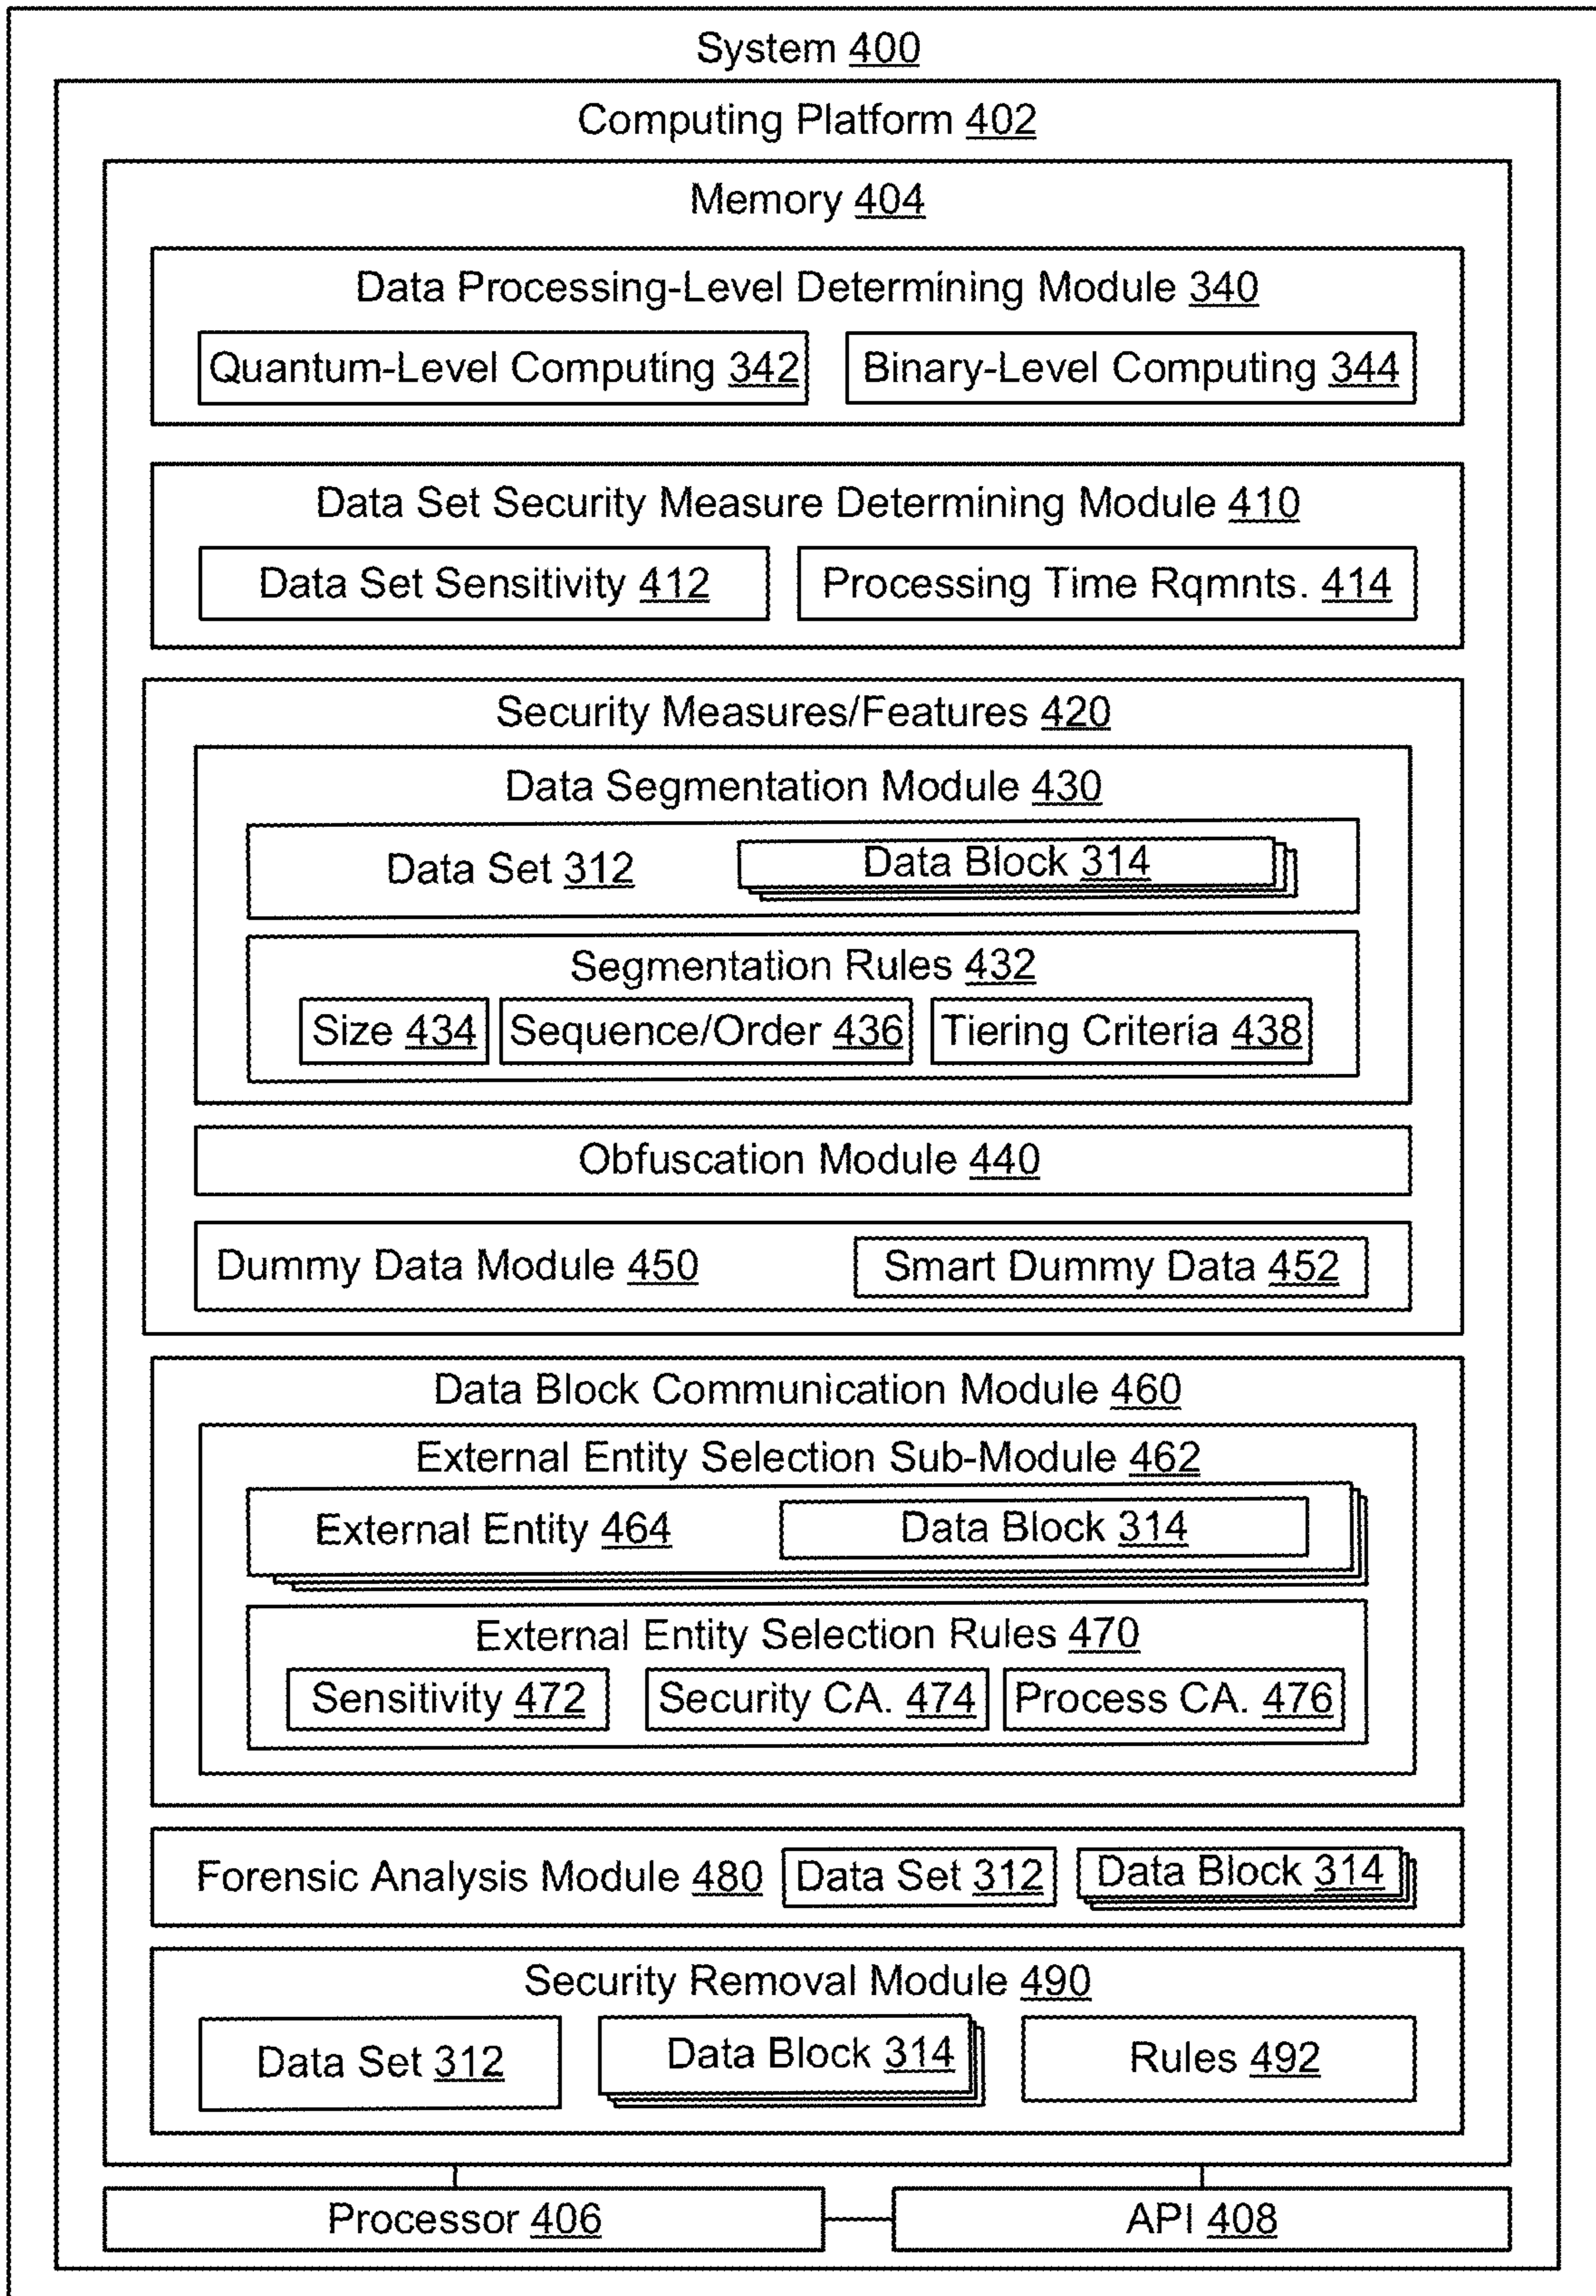 System 400
Computing Platform 402
Memory 404
Data Processing-Level Determining Module 340
Quantum-Level Computing 342
Binary-Level Computing 344
Data Set Security Measure Determining Module 410
Data Set Sensitivity 412
Processing Time Rqmnts. 414
Security Measures/Features 420
Data Segmentation Module 430
Data Set 312
Data Block 314
Segmentation Rules 432
Size 434
Sequence/Order 436
Tiering Criteria 438
Obfuscation Module 440
Dummy Data Module 450
Smart Dummy Data 452
Data Block Communication Module 460
External Entity Selection Sub-Module 462
External Entity 464
Data Block 314
External Entity Selection Rules 470
Sensitivity 472
Security CA. 474
Process CA. 476
Forensic Analysis Module 480
Data Set 312
Data Block 314
Security Removal Module 490
Data Set 312
Data Block 314
Rules 492
Processor 406
API 408